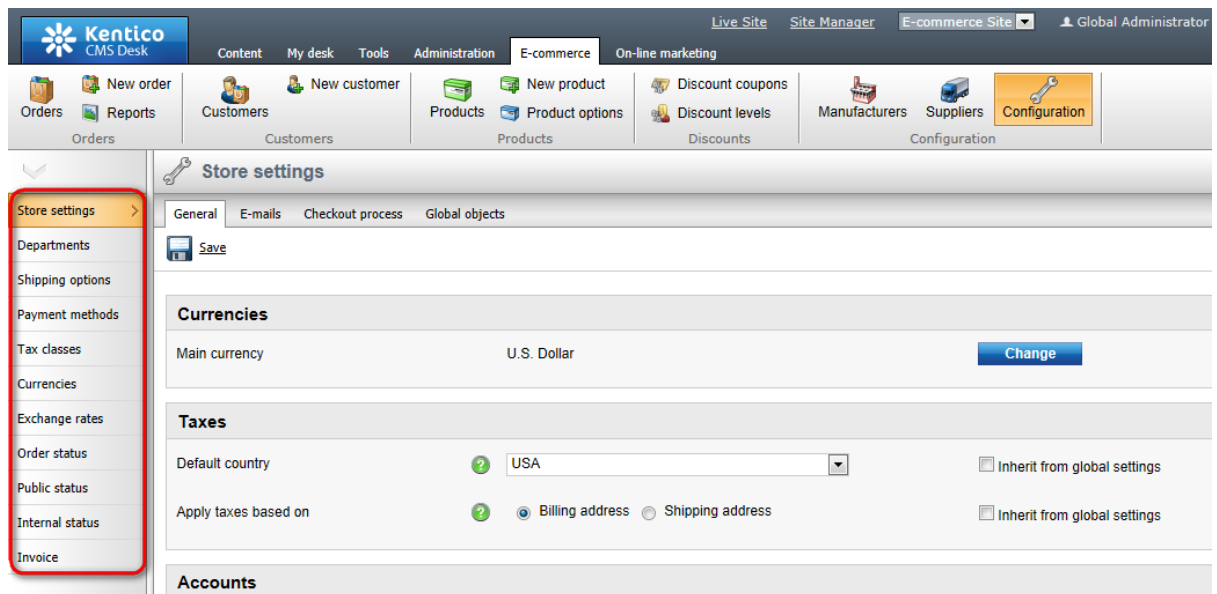 Live Site Site Manager E-commerce Site Global Administrator
Kentico
CMS Desk
Content My desk Tools Administration E-commerce On-line marketing
New order New customer New product Discount coupons
Orders Reports Customers Products Product options Discount levels Manufacturers Suppliers Configuration
Orders Customers Products Discounts Configuration
Store settings
Store settings >
General E-mails Checkout process Global objects
Departments
Save
Shipping options
Payment methods
Currencies
Tax classes
Main currency U.S. Dollar Change
Currencies
Exchange rates
Taxes
Order status
Default country ? USA Inherit from global settings
Public status
Internal status
Apply taxes based on ? Billing address Shipping address Inherit from global settings
Invoice
Accounts